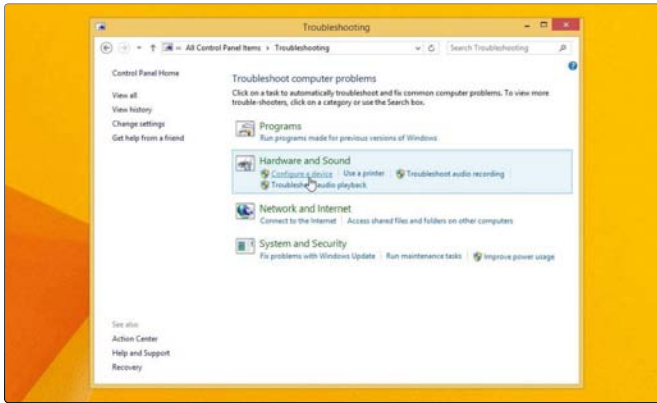 Troubleshooting
« All Control Panel Items › Troubleshooting
Search Troubleshooting
Control Panel Home
View all
View history
Change settings
Get help from a friend
Troubleshoot computer problems
Click on a task to automatically troubleshoot and fix common computer problems. To view more
trouble-shooters, click on a category or use the Search box.
Programs
Run programs made for previous versions of Windows
Hardware and Sound
Configure a device Use a printer Troubleshoot audio recording
Troubleshoot audio playback
Network and Internet
Connect to the Internet Access shared files and folders on other computers
System and Security
Fix problems with Windows Update Run maintenance tasks Improve power usage
See also
Action Center
Help and Support
Recovery